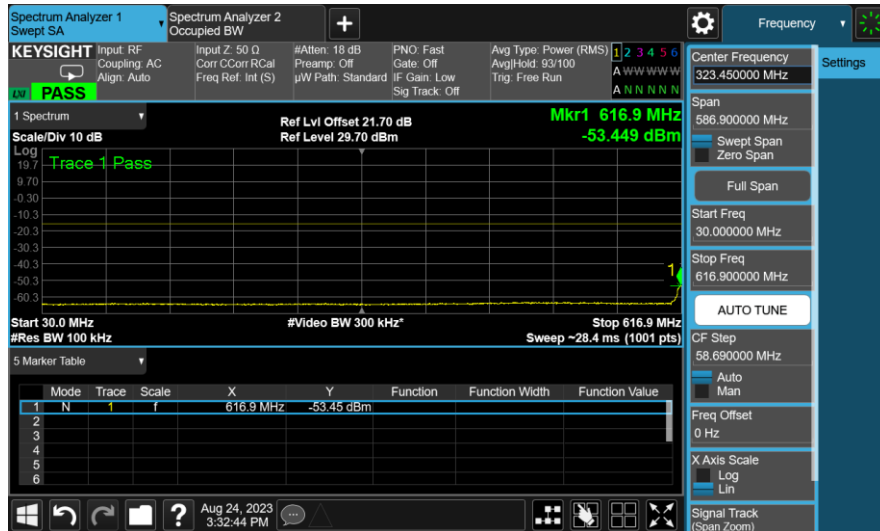 Spectrum Analyzer 1
Swept SA
Spectrum Analyzer 2
Occupied BW
+
Frequency
KEYSIGHT
Input: RF
Coupling: AC
Align: Auto
Input Z: 50 Ω
Corr CCorr RCal
Freq Ref: Int (S)
#Atten: 18 dB
Preamp: Off
µW Path: Standard
PNO: Fast
Gate: Off
IF Gain: Low
Sig Track: Off
Avg Type: Power (RMS)
Avg|Hold: 93/100
Trig: Free Run
1 2 3 4 5 6
A W W W W W
A N N N N N
LXI
PASS
1 Spectrum
Scale/Div 10 dB
Ref Lvl Offset 21.70 dB
Ref Level 29.70 dBm
Mkr1 616.9 MHz
-53.449 dBm
Log
Trace 1 Pass
19.7
9.70
-0.30
-10.3
-20.3
-30.3
-40.3
-50.3
-60.3
1
Start 30.0 MHz
#Video BW 300 kHz*
Stop 616.9 MHz
#Res BW 100 kHz
Sweep ~28.4 ms (1001 pts)
5 Marker Table
Mode Trace Scale X Y Function Function Width Function Value
1 N 1 f 616.9 MHz -53.45 dBm
2
3
4
5
6
Center Frequency
323.450000 MHz
Settings
Span
586.900000 MHz
Swept Span
Zero Span
Full Span
Start Freq
30.000000 MHz
Stop Freq
616.900000 MHz
AUTO TUNE
CF Step
58.690000 MHz
Auto
Man
Freq Offset
0 Hz
X Axis Scale
Log
Lin
Signal Track
(Span Zoom)
?
Aug 24, 2023
3:32:44 PM